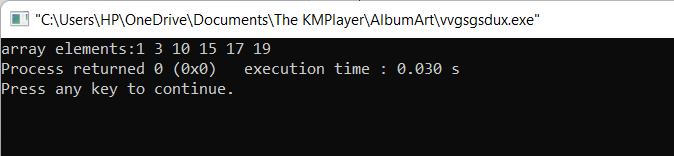 "C:\Users\HP\OneDrive\Documents\The KMPlayer\AlbumArt\vvgsgsdux.exe"
array elements:1 3 10 15 17 19
Process returned 0 (0x0)   execution time : 0.030 s
Press any key to continue.